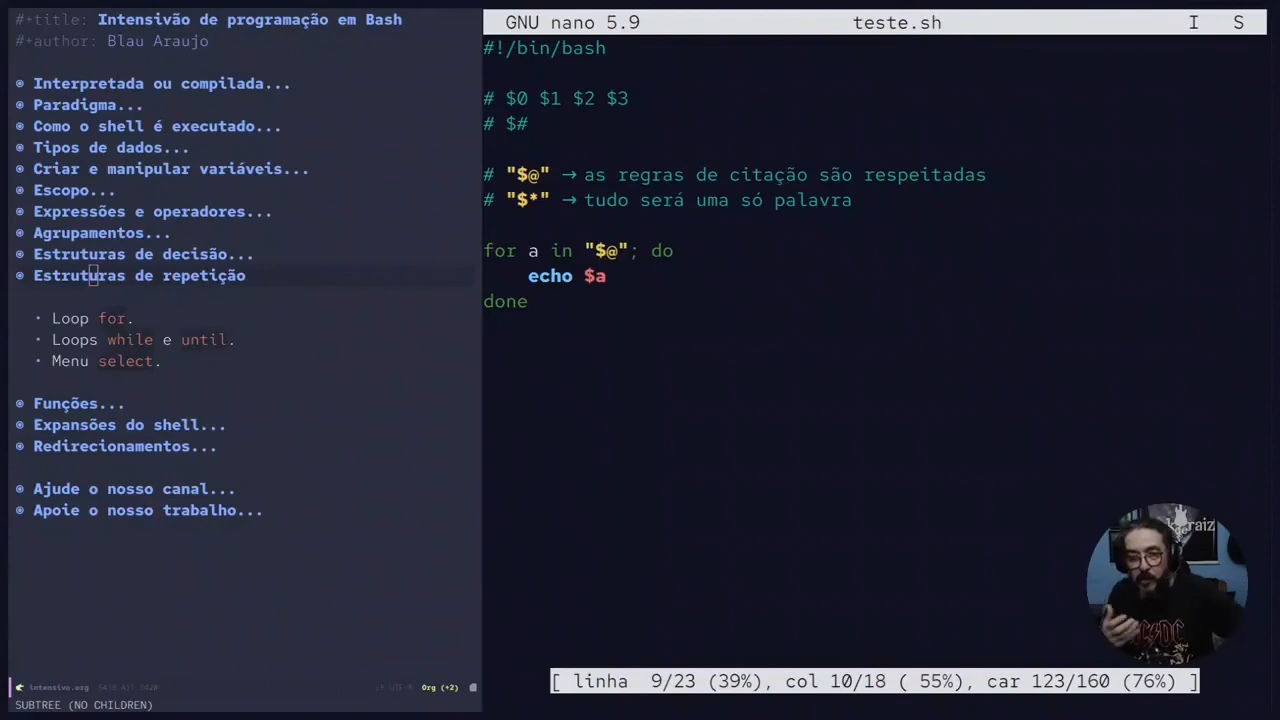 #+title: Intensivão de programação em Bash
#+author: Blau Araujo
Interpretada ou compilada...
Paradigma...
Como o shell é executado...
Tipos de dados...
Criar e manipular variáveis...
Escopo...
Expressões e operadores...
Agrupamentos...
Estruturas de decisão...
Estruturas de repetição
• Loop for.
• Loops while e until.
• Menu select.
Funções...
Expansões do shell...
Redirecionamentos...
Ajude o nosso canal...
Apoie o nosso trabalho...
intensivo.org
Org (+2)
SUBTREE (NO CHILDREN)
GNU nano 5.9 teste.sh I S
#!/bin/bash
# $0 $1 $2 $3
# $#
# "$@" → as regras de citação são respeitadas
# "$*" → tudo será uma só palavra
for a in "$@"; do
echo $a
done
[ linha 9/23 (39%), col 10/18 ( 55%), car 123/160 (76%) ]